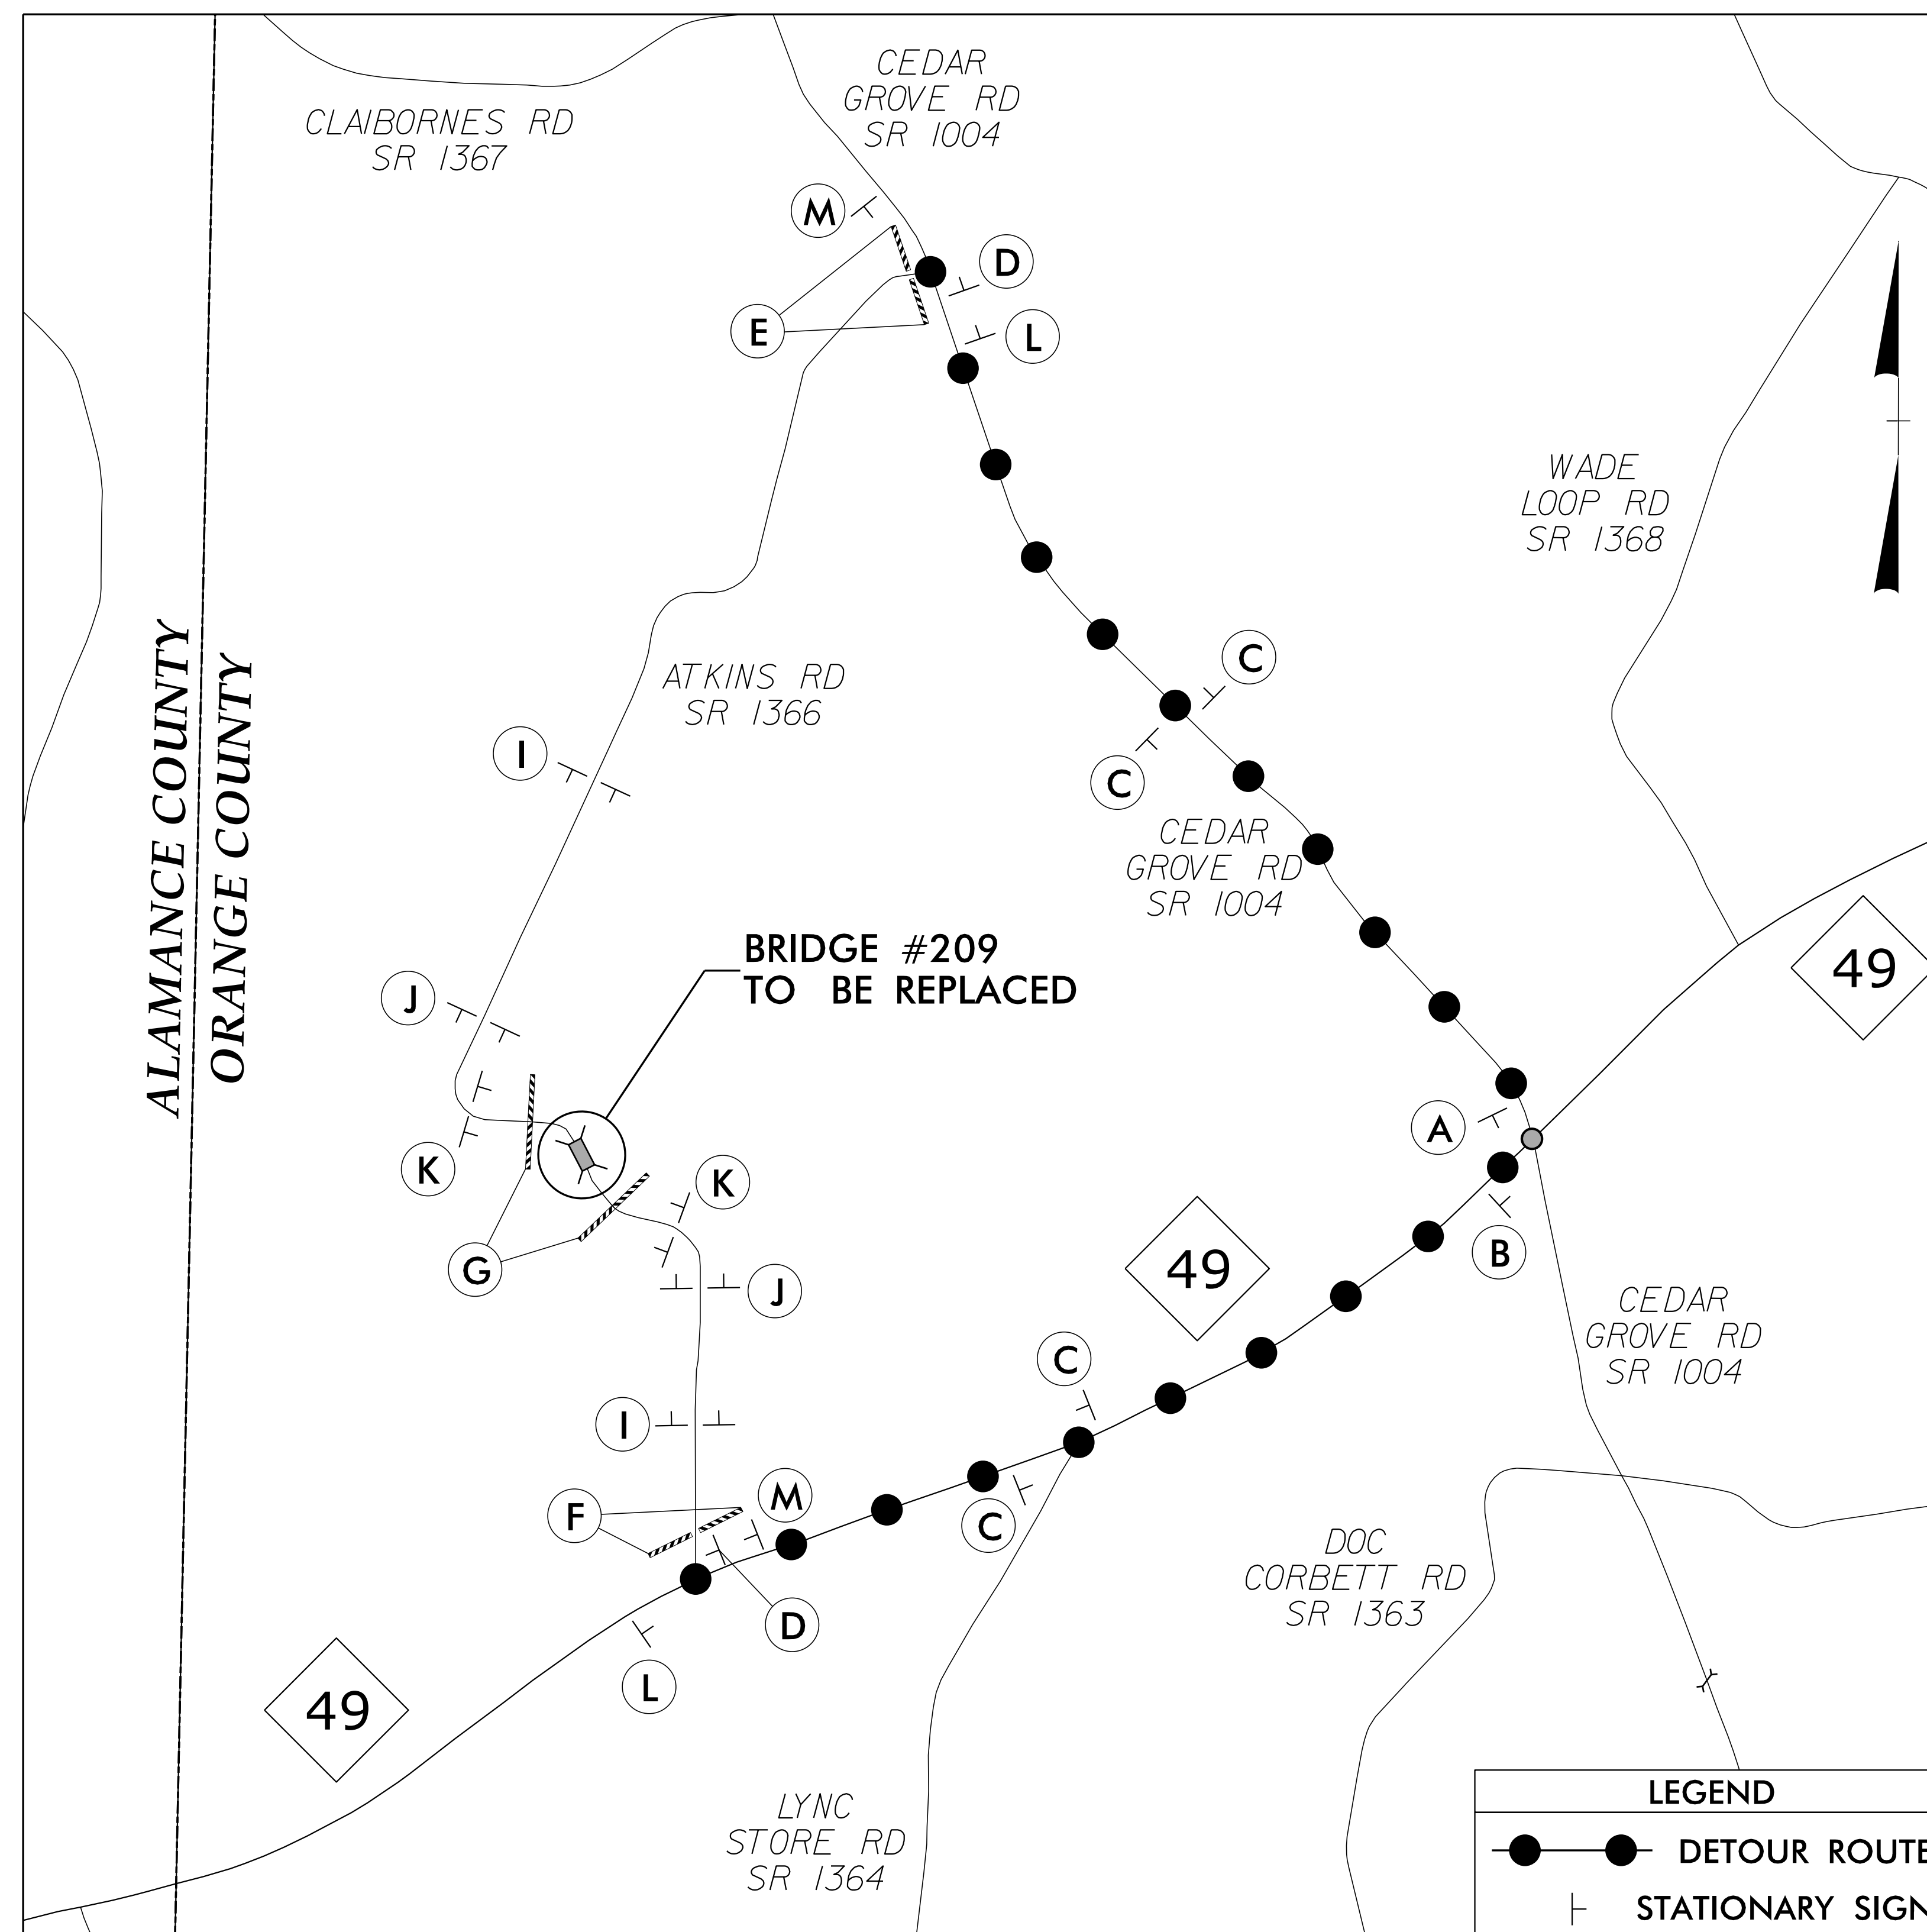 CEDAR
GROVE RD
SR 1004
CLAIBORNES RD
SR 1367
M
D
E
L
WADE
LOOP RD
SR 1368
C
ATKINS RD
SR 1366
I
C
CEDAR
GROVE RD
SR 1004
ALAMANCE COUNTY
ORANGE COUNTY
BRIDGE #209
TO BE REPLACED
49
J
A
K
K
G
B
49
J
CEDAR
GROVE RD
SR 1004
C
I
M
F
C
DOC
CORBETT RD
SR 1363
D
L
49
LYNC
STORE RD
SR 1364
LEGEND
DETOUR ROUTE
STATIONARY SIGN